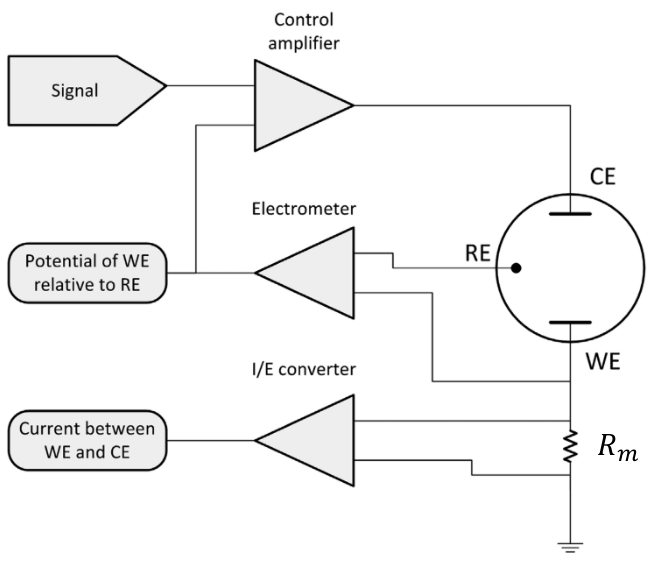 Control
amplifier
Signal
CE
Electrometer
RE
Potential of WE
relative to RE
WE
I/E converter
Current between
WE and CE
Rm